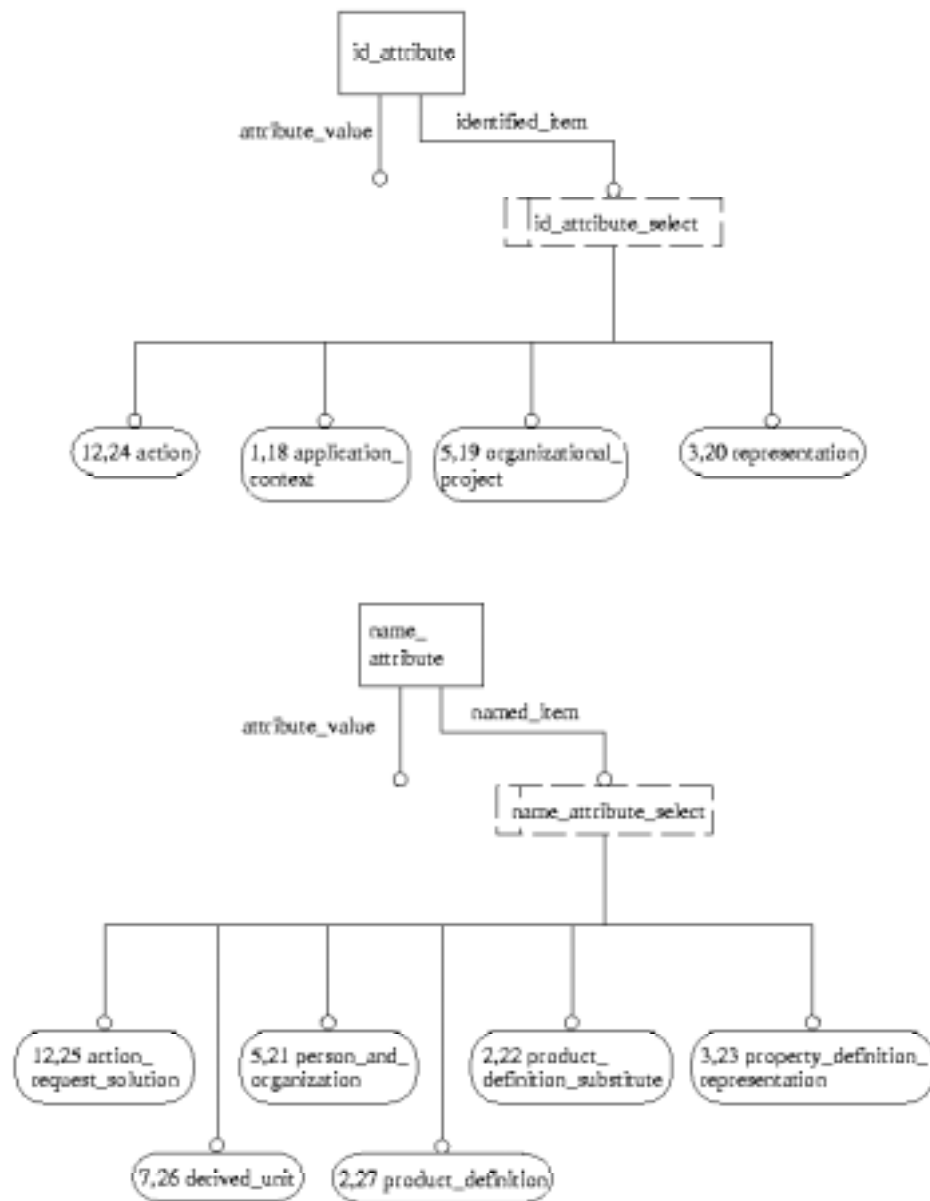 id_attribute
attribute_value
identified_item
id_attribute_select
12,24 action
1,18 application_
context
5,19 organizational_
project
3,20 representation
name_
attribute
attribute_value
named_item
name_attribute_select
12,25 action_
request_solution
5,21 person_and_
organization
2,22 product_
definition_substitute
3,23 property_definition_
representation
7,26 derived_unit
2,27 product_definition